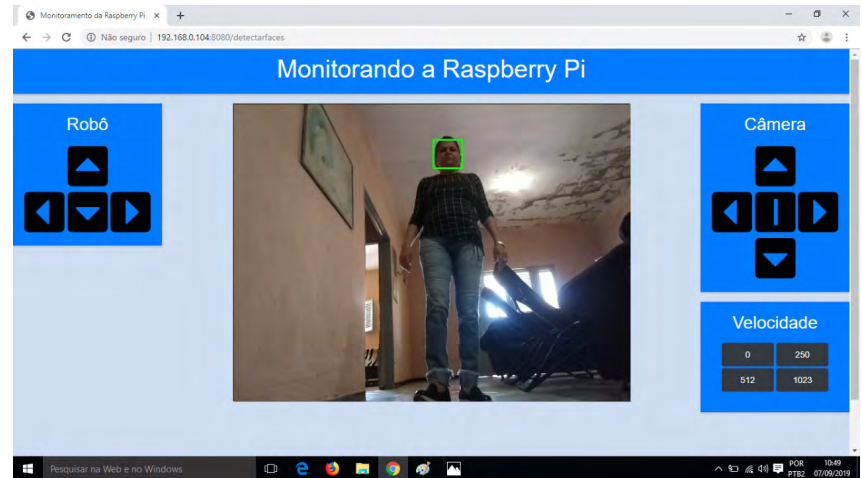 Monitoramento da Raspberry Pi
Não seguro | 192.168.0.104:8080/detectarfaces
Monitorando a Raspberry Pi
Robô
Câmera
Velocidade
0 250
512 1023
Pesquisar na Web e no Windows
POR 10:49
PTB2 07/09/2019